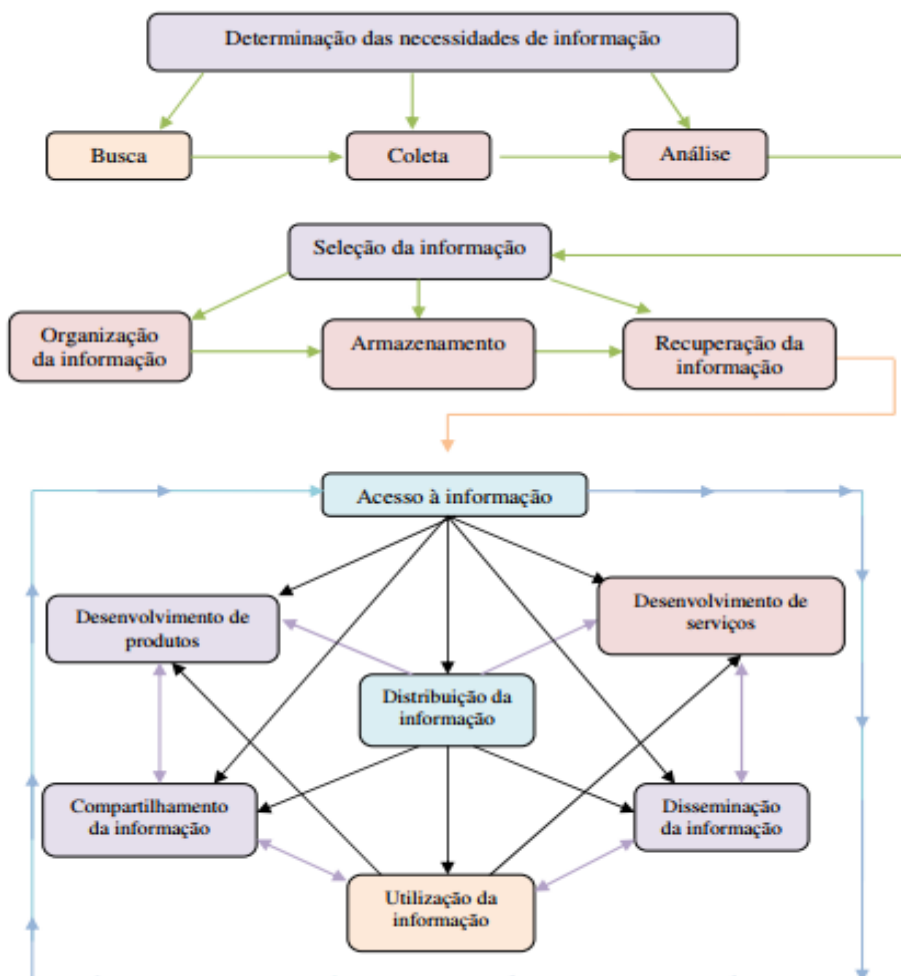 Determinação das necessidades de informação
Busca
Coleta
Análise
Seleção da informação
Organização
da informação
Armazenamento
Recuperação da
informação
Acesso à informação
Desenvolvimento de
produtos
Desenvolvimento de
serviços
Distribuição da
informação
Compartilhamento
da informação
Disseminação
da informação
Utilização da
informação